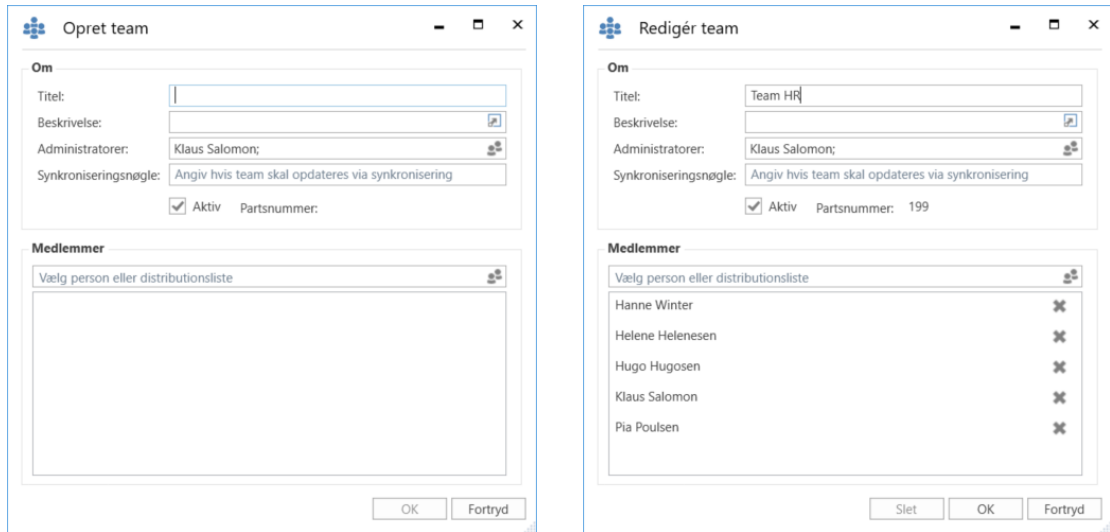 Opret team
Om
Titel:
Beskrivelse:
Administratorer: Klaus Salomon;
Synkroniseringsnøgle: Angiv hvis team skal opdateres via synkronisering
Aktiv Partsnummer:
Medlemmer
Vælg person eller distributionsliste
OK Fortryd
Redigér team
Om
Titel: Team HR
Beskrivelse:
Administratorer: Klaus Salomon;
Synkroniseringsnøgle: Angiv hvis team skal opdateres via synkronisering
Aktiv Partsnummer: 199
Medlemmer
Vælg person eller distributionsliste
Hanne Winter
Helene Helenesen
Hugo Hugosen
Klaus Salomon
Pia Poulsen
Slet OK Fortryd